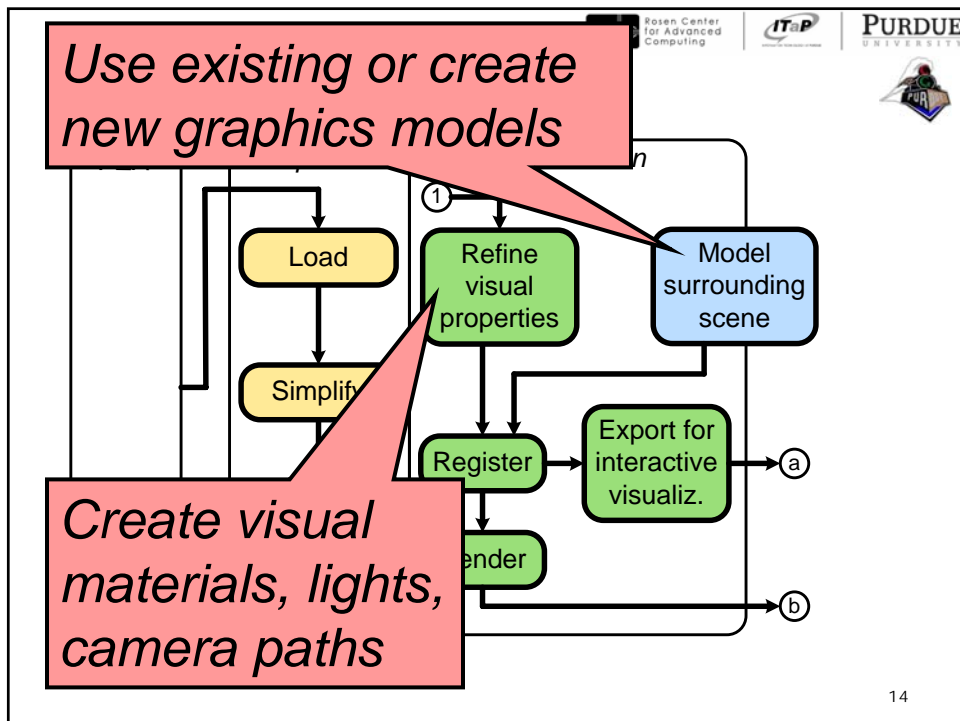 Rosen Center
for Advanced
Computing
ITaP
PURDUE
UNIVERSITY
Use existing or create
new graphics models
n
1
Load
Refine
visual
properties
Model
surrounding
scene
Simplify
Register
Export for
interactive
visualiz.
a
Create visual
materials, lights,
camera paths
ender
b
14